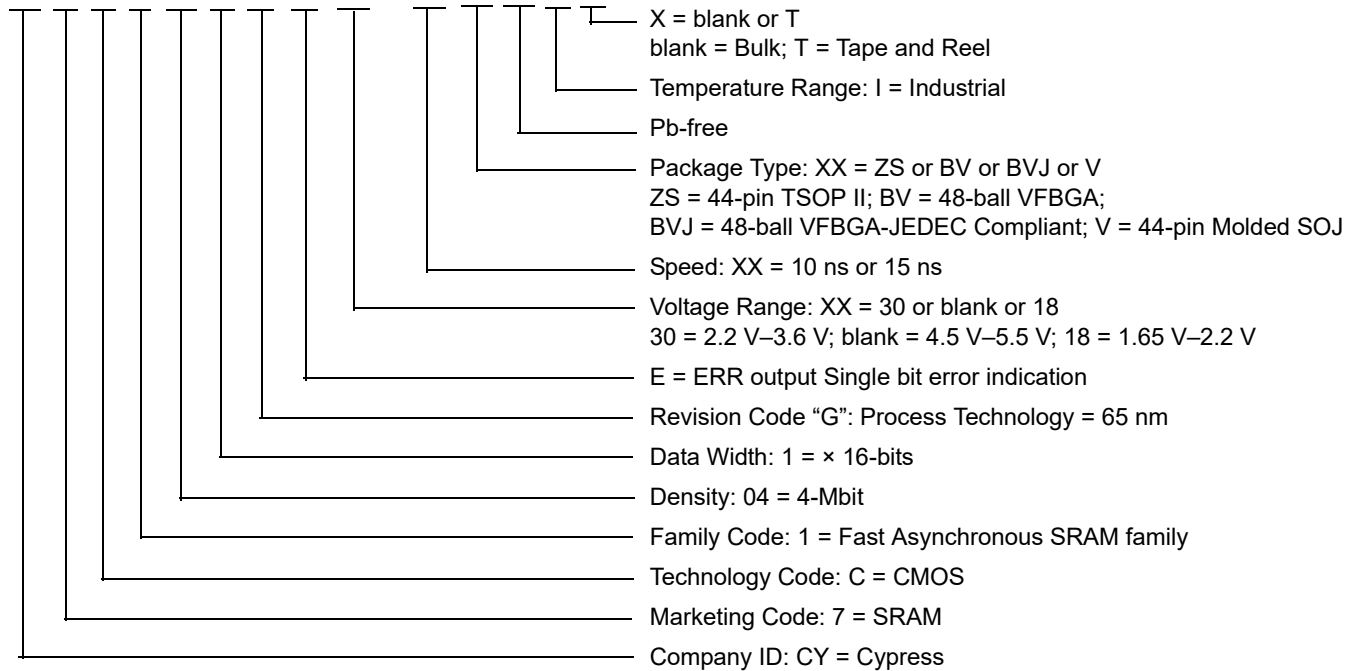 X = blank or T
blank = Bulk; T = Tape and Reel
Temperature Range: I = Industrial
Pb-free
Package Type: XX = ZS or BV or BVJ or V
ZS = 44-pin TSOP II; BV = 48-ball VFBGA;
BVJ = 48-ball VFBGA-JEDEC Compliant; V = 44-pin Molded SOJ
Speed: XX = 10 ns or 15 ns
Voltage Range: XX = 30 or blank or 18
30 = 2.2 V–3.6 V; blank = 4.5 V–5.5 V; 18 = 1.65 V–2.2 V
E = ERR output Single bit error indication
Revision Code “G”: Process Technology = 65 nm
Data Width: 1 = × 16-bits
Density: 04 = 4-Mbit
Family Code: 1 = Fast Asynchronous SRAM family
Technology Code: C = CMOS
Marketing Code: 7 = SRAM
Company ID: CY = Cypress